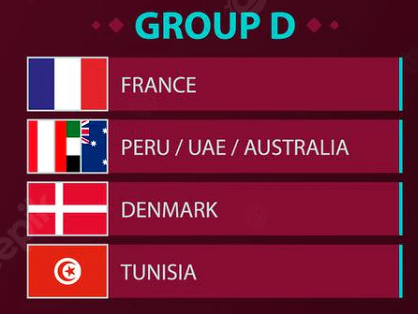 GROUP D
FRANCE
PERU / UAE / AUSTRALIA
DENMARK
TUNISIA